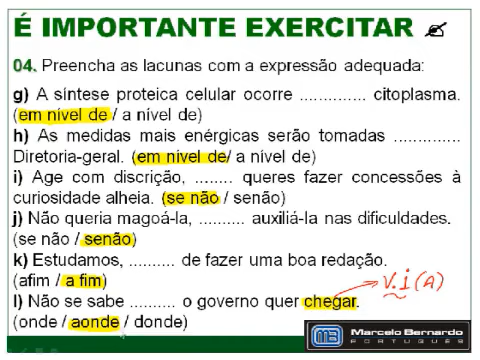 É IMPORTANTE EXERCITAR
04. Preencha as lacunas com a expressão adequada:
g) A síntese proteica celular ocorre .............. citoplasma.
(em nível de / a nível de)
h) As medidas mais enérgicas serão tomadas ..............
Diretoria-geral. (em nível de/ a nível de)
i) Age com discrição, ........ queres fazer concessões à
curiosidade alheia. (se não / senão)
j) Não queria magoá-la, .......... auxiliá-la nas dificuldades.
(se não / senão)
k) Estudamos, .......... de fazer uma boa redação.
(afim / a fim)
V.i (A)
l) Não se sabe .......... o governo quer chegar.
(onde / aonde / donde)
MB Marcelo Bernardo
PORTUGUÊS